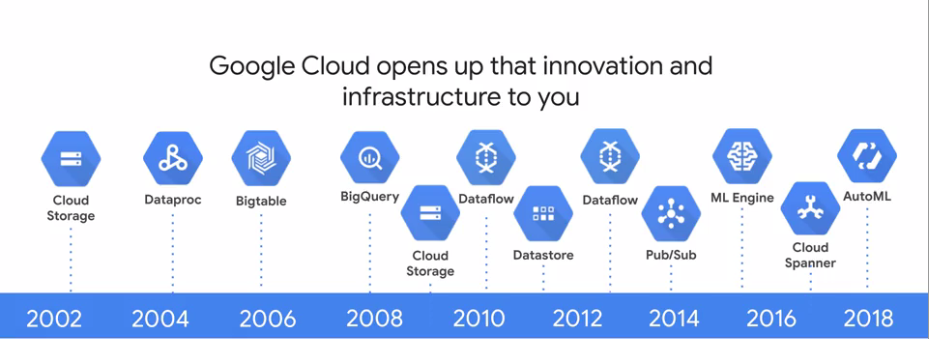 Google Cloud opens up that innovation and
infrastructure to you
Cloud
Storage
Dataproc
Bigtable
BigQuery
Cloud
Storage
Dataflow
Datastore
Dataflow
Pub/Sub
ML Engine
Cloud
Spanner
AutoML
2002 2004 2006 2008 2010 2012 2014 2016 2018